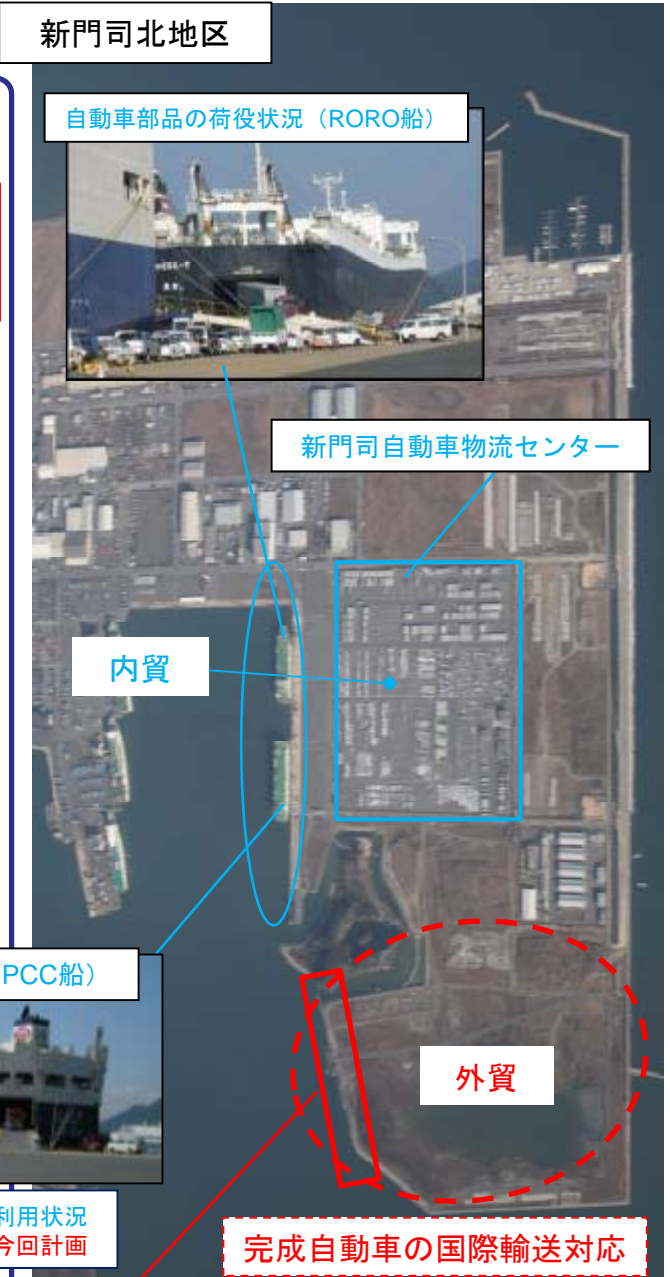 新門司北地区
自動車部品の荷役状況（RORO船）
新門司自動車物流センター
内貿
PCC船）
外貿
利用状況
今回計画
完成自動車の国際輸送対応